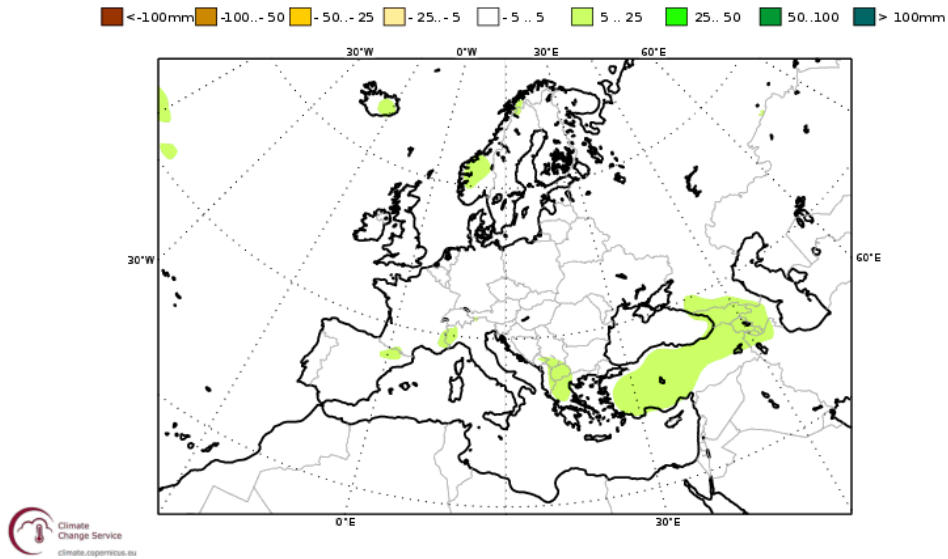 <-100mm -100..- 50 - 50..- 25 - 25..- 5 - 5 .. 5 5 .. 25 25.. 50 50..100 > 100mm
30°W 0°W 30°E 60°E
30°W 60°E
0°E 30°E
Climate
Change Service
climate.copernicus.eu